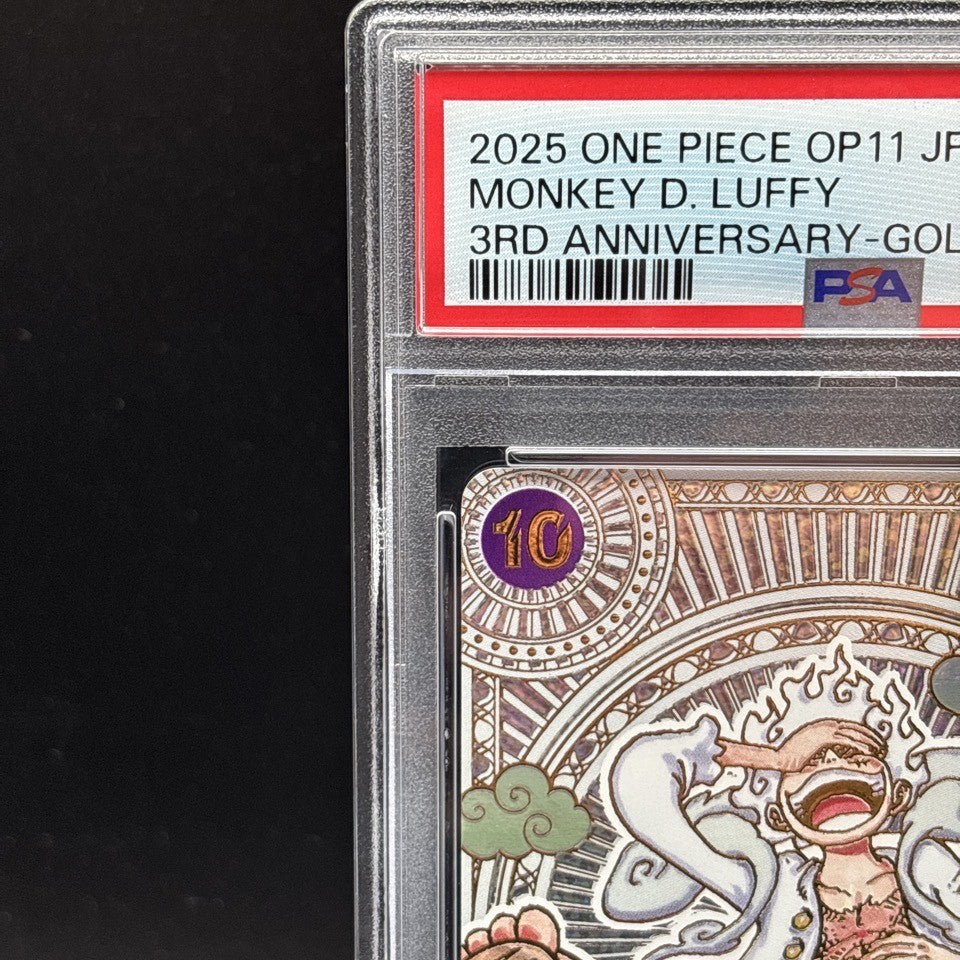 2025 ONE PIECE OP11 JP
MONKEY D. LUFFY
3RD ANNIVERSARY-GOL
PSA
10